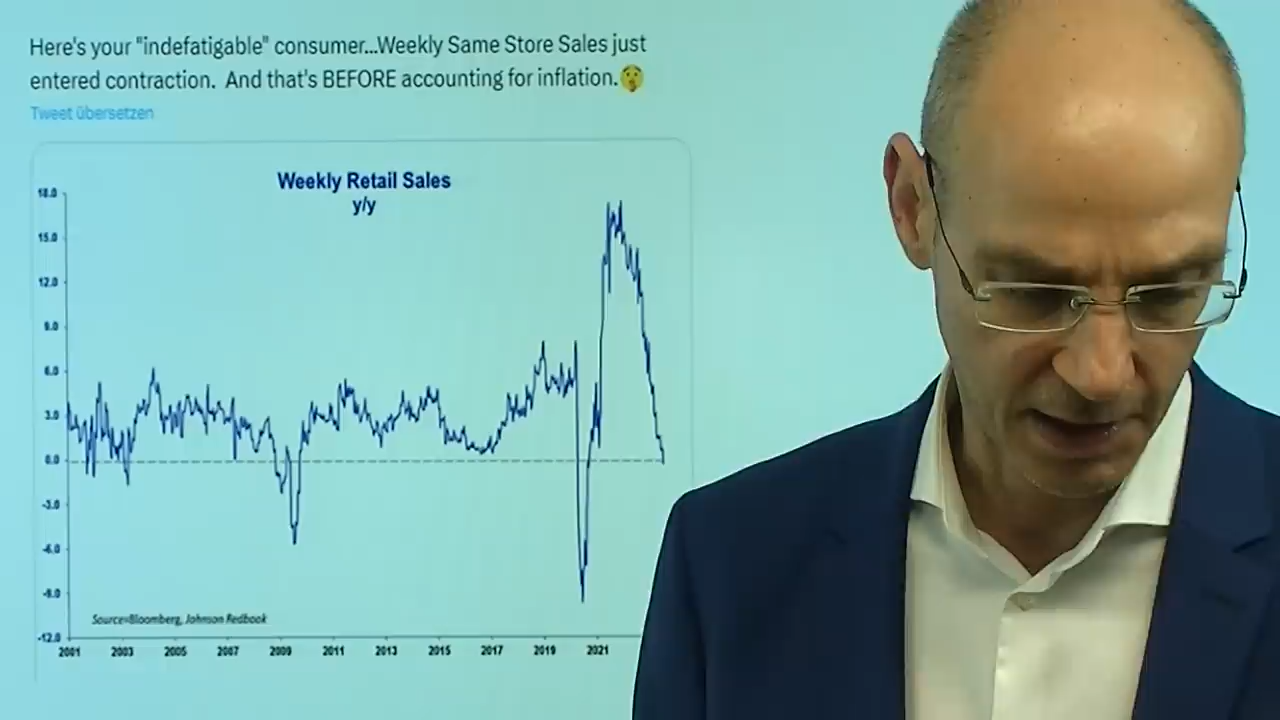 Here's your "indefatigable" consumer...Weekly Same Store Sales just
entered contraction. And that's BEFORE accounting for inflation.🤫
Tweet übersetzen
Weekly Retail Sales
y/y
18.0
15.0
12.0
9.0
6.0
3.0
0.0
-3.0
-6.0
-9.0
-12.0
Source=Bloomberg, Johnson Redbook
2001 2003 2005 2007 2009 2011 2013 2015 2017 2019 2021